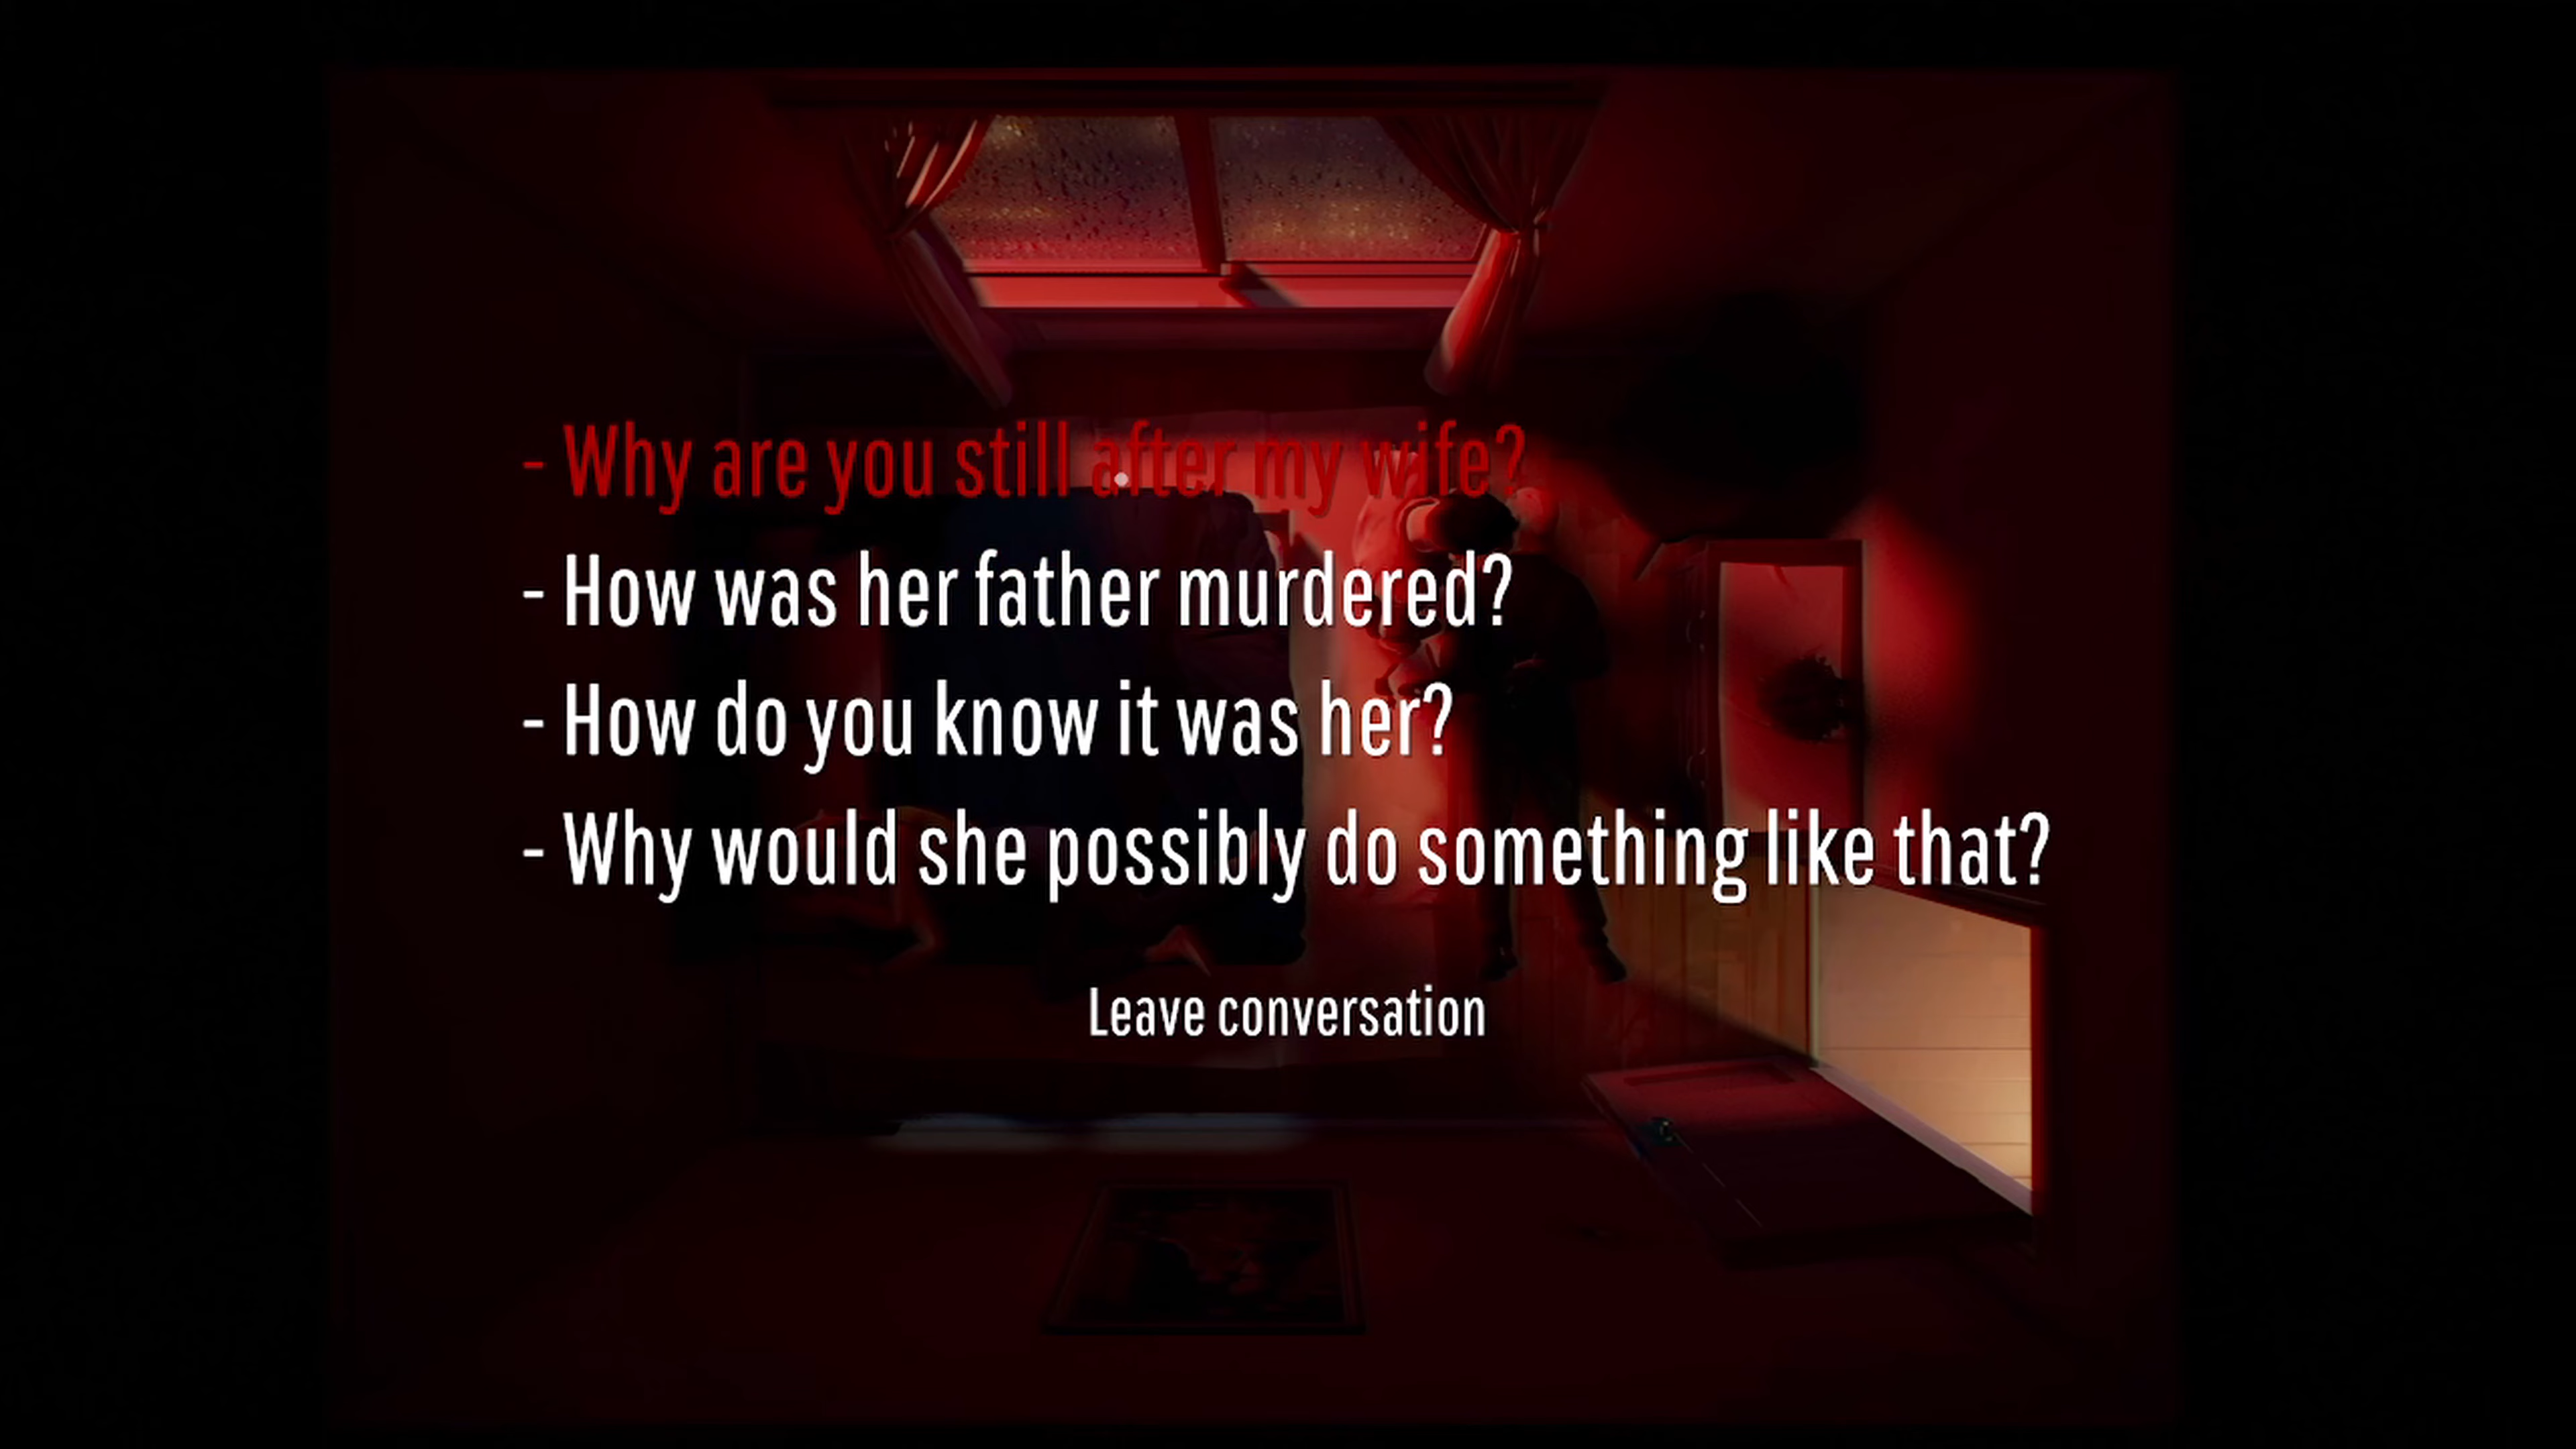 - Why are you still after my wife?
- How was her father murdered?
- How do you know it was her?
- Why would she possibly do something like that?
Leave conversation